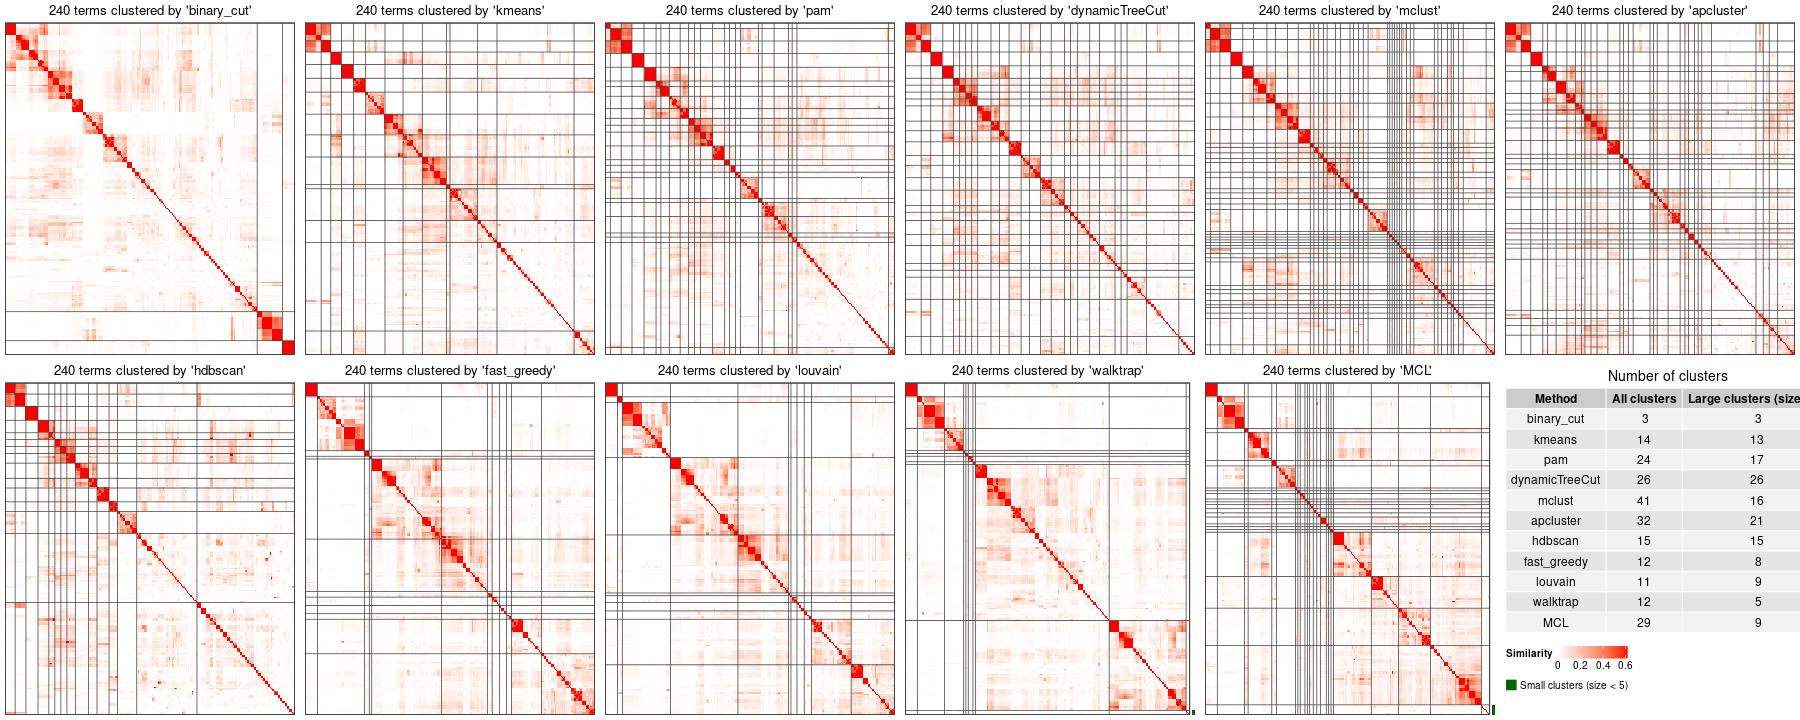 240 terms clustered by 'binary_cut'
240 terms clustered by 'kmeans'
240 terms clustered by 'pam'
240 terms clustered by 'dynamicTreeCut'
240 terms clustered by 'mclust'
240 terms clustered by 'apcluster'
240 terms clustered by 'hdbscan'
240 terms clustered by 'fast_greedy'
240 terms clustered by 'louvain'
240 terms clustered by 'walktrap'
240 terms clustered by 'MCL'
Number of clusters
Method All clusters Large clusters (size
binary_cut 3 3
kmeans 14 13
pam 24 17
dynamicTreeCut 26 26
mclust 41 16
apcluster 32 21
hdbscan 15 15
fast_greedy 12 8
louvain 11 9
walktrap 12 5
MCL 29 9
Similarity
0 0.2 0.4 0.6
Small clusters (size < 5)